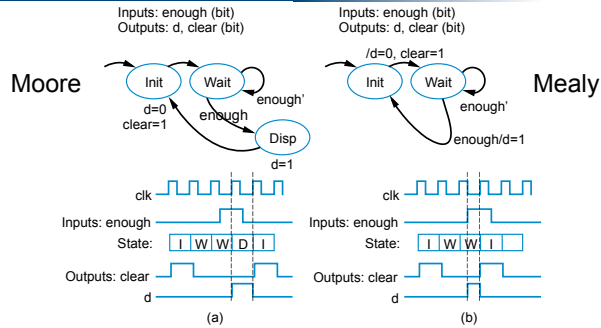 Inputs: enough (bit)
Outputs: d, clear (bit)
Moore
Init
Wait
d=0
clear=1
enough
enough’
Disp
d=1
clk
Inputs: enough
State: I W W D I
Outputs: clear
d
(a)
Inputs: enough (bit)
Outputs: d, clear (bit)
/d=0, clear=1
Init
Wait
Mealy
enough’
enough/d=1
clk
Inputs: enough
State: I W W I
Outputs: clear
d
(b)